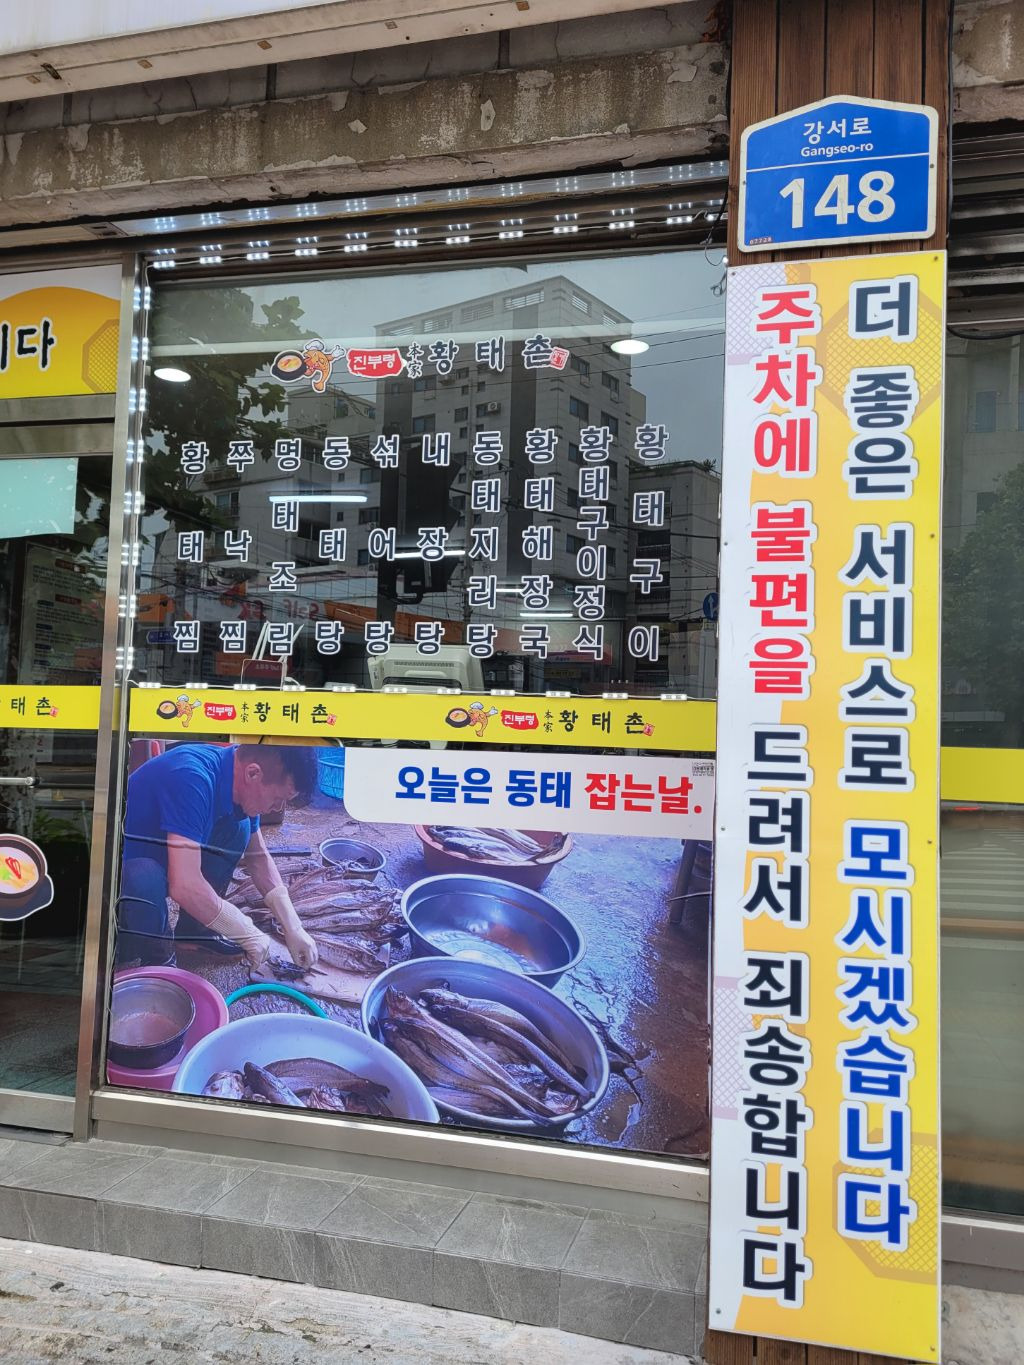 강서로
Gangseo-ro
148
07728
니다
진부령 本家 황태촌
황태찜
쭈낙찜
명태조림
동태탕
섞어탕
내장탕
동태지리탕
황태해장국
황태구이정식
황태구이
태촌
진부령 本家 황태촌
진부령 本家 황태촌
오늘은 동태 잡는날.
주차에 불편을 드려서 죄송합니다
더 좋은 서비스로 모시겠습니다